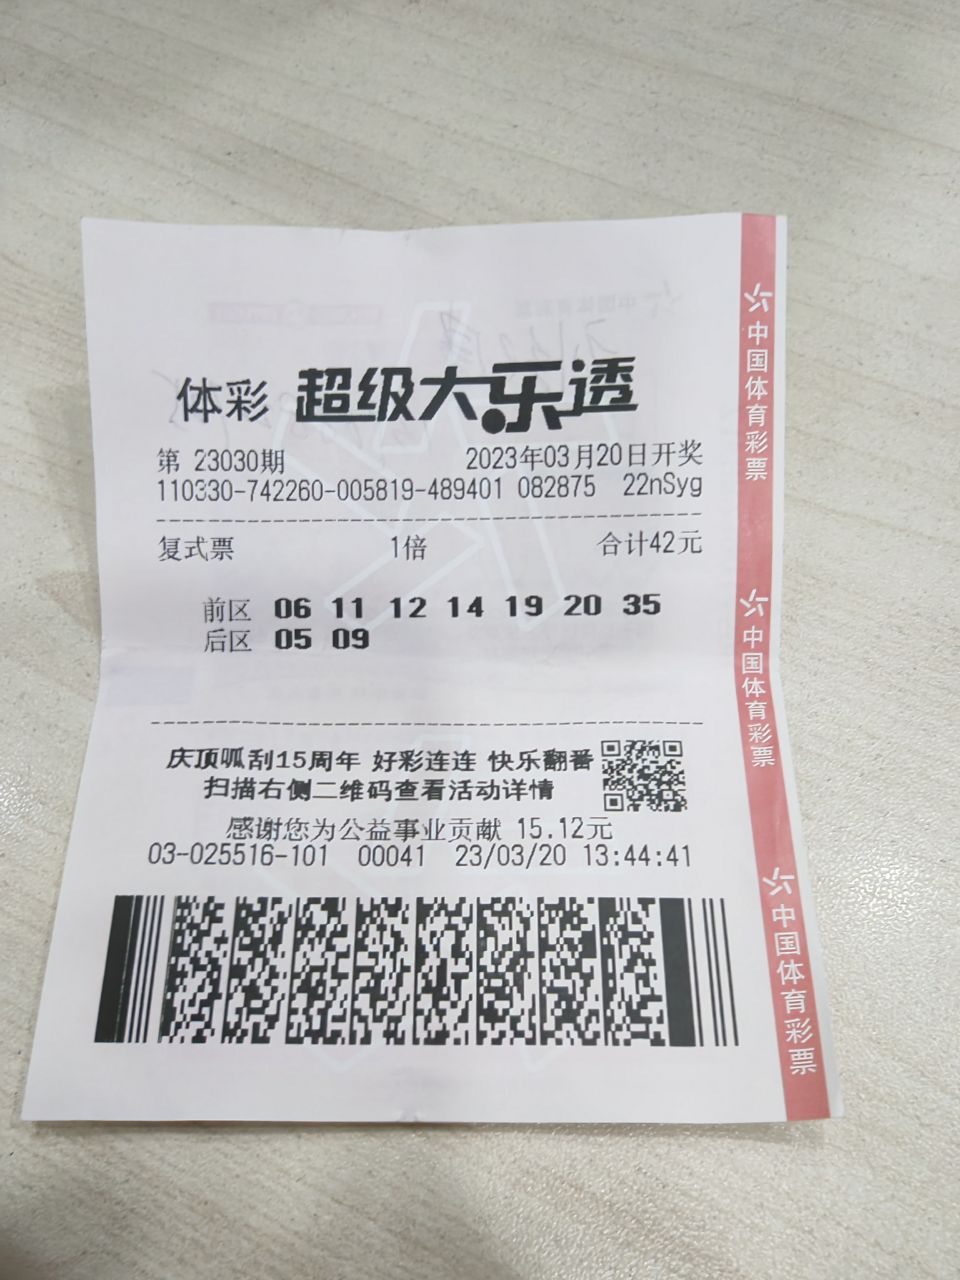 体彩 超级大乐透
第 23030期 2023年03月20日开奖
110330-742260-005819-489401 082875 22nSyg
复式票 1倍 合计42元
前区 06 11 12 14 19 20 35
后区 05 09
庆顶呱刮15周年 好彩连连 快乐翻番
扫描右侧二维码查看活动详情
感谢您为公益事业贡献 15.12元
03-025516-101 00041 23/03/20 13:44:41
中国体育彩票
中国体育彩票
中国体育彩票